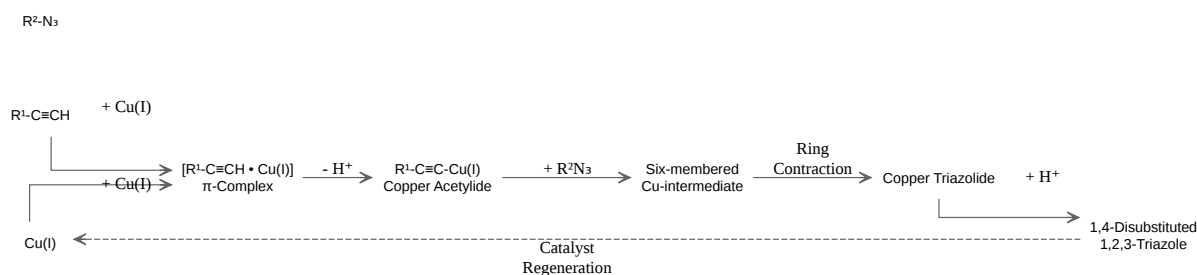 R²-N₃
R¹-C≡CH
+ Cu(I)
+ Cu(I)
Cu(I)
[R¹-C≡CH • Cu(I)]
π-Complex
- H⁺
R¹-C≡C-Cu(I)
Copper Acetylide
+ R²N₃
Six-membered
Cu-intermediate
Ring
Contraction
Copper Triazolide
+ H⁺
1,4-Disubstituted
1,2,3-Triazole
Catalyst
Regeneration